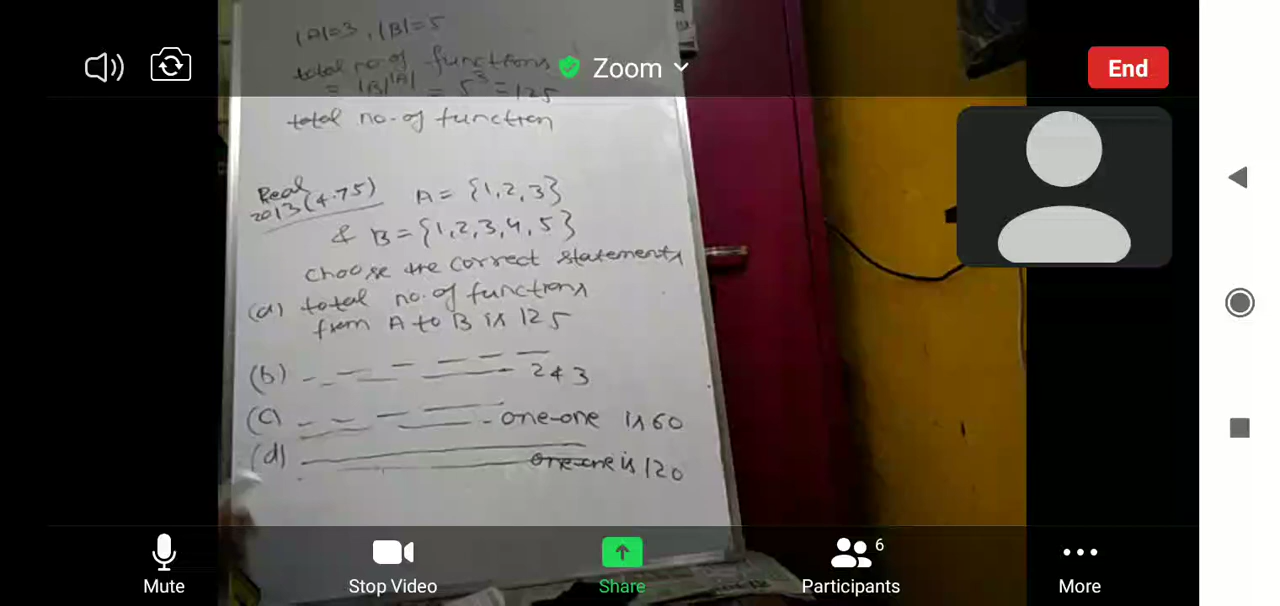 |A|=3, |B|=5
total no. of functions
= |B|^|A| = 5^3 = 125
total no. of function
Real
2013(4.75)
A = {1,2,3}
& B = {1,2,3,4,5}
choose the correct statements
(a) total no. of functions
from A to B is 125
(b) 243
(c) one-one is 60
(d) one-one is 120
Zoom
End
Mute
Stop Video
Share
Participants
6
More